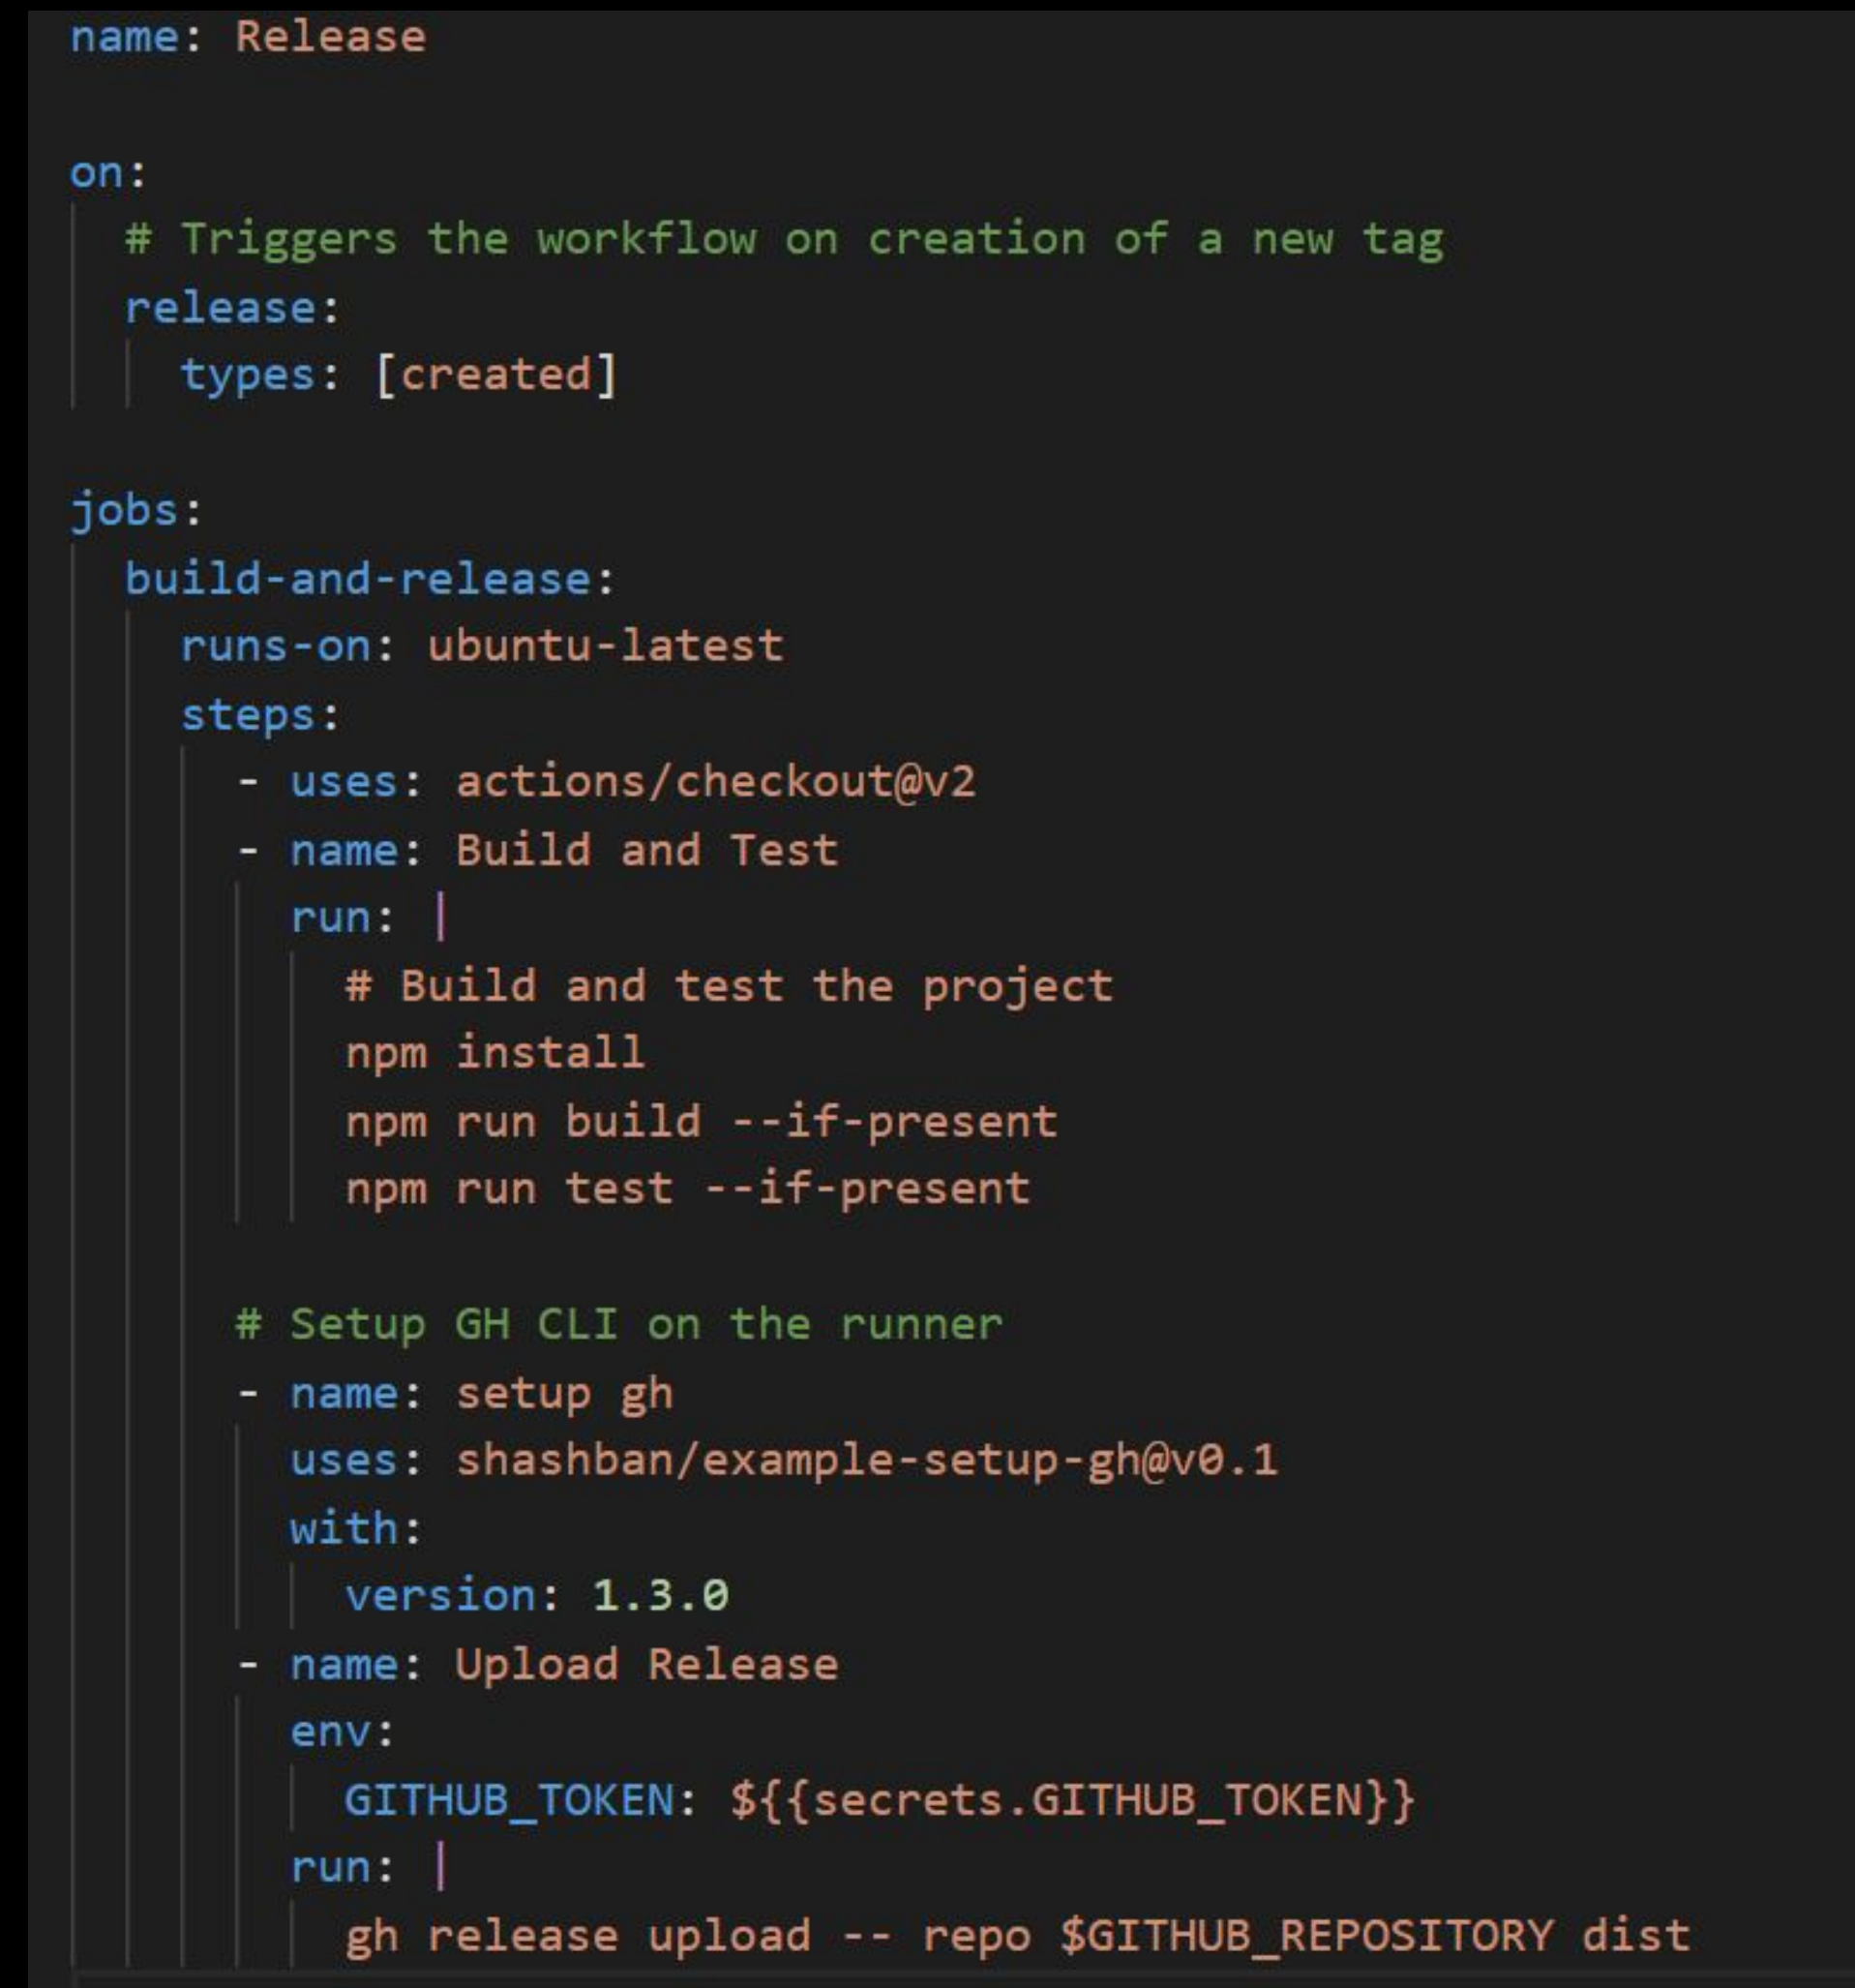 name: Release

on:
  # Triggers the workflow on creation of a new tag
  release:
    types: [created]

jobs:
  build-and-release:
    runs-on: ubuntu-latest
    steps:
      - uses: actions/checkout@v2
      - name: Build and Test
        run: |
          # Build and test the project
          npm install
          npm run build --if-present
          npm run test --if-present

      # Setup GH CLI on the runner
      - name: setup gh
        uses: shashban/example-setup-gh@v0.1
        with:
          version: 1.3.0
      - name: Upload Release
        env:
          GITHUB_TOKEN: ${{secrets.GITHUB_TOKEN}}
        run: |
          gh release upload -- repo $GITHUB_REPOSITORY dist